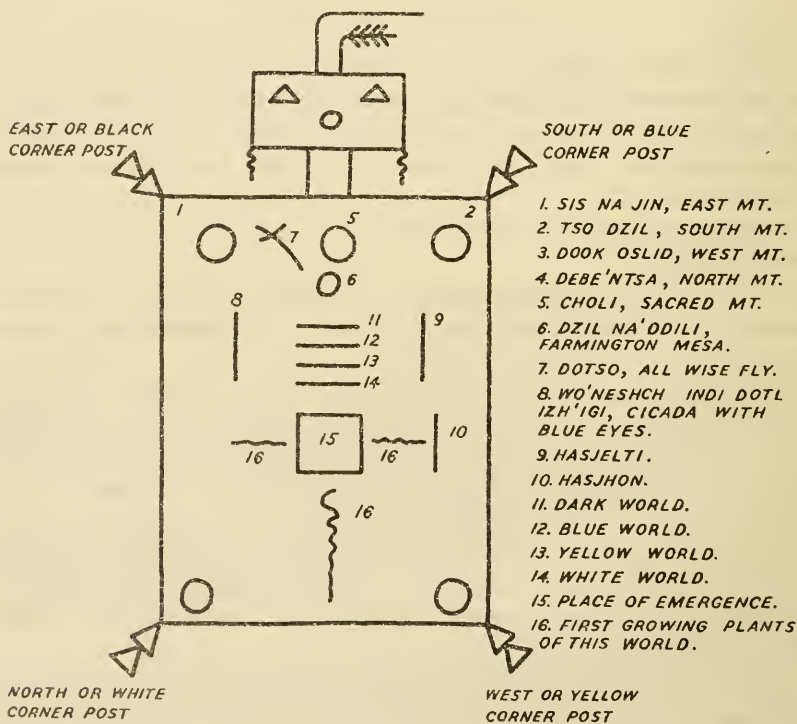 EAST OR BLACK
CORNER POST
SOUTH OR BLUE
CORNER POST
1
5
2
7
6
8
9
11
12
13
14
15
16
16
10
16
1. SIS NA JIN, EAST MT.
2. TSO DZIL, SOUTH MT.
3. DOOK OSLID, WEST MT.
4. DEBE'NTSA, NORTH MT.
5. CHOLI, SACRED MT.
6. DZIL NA'ODILI,
FARMINGTON MESA.
7. DOTSO, ALL WISE FLY.
8. WO'NESHCH INDI DOTL
IZH'IGI, CICADA WITH
BLUE EYES.
9. HASJELTI.
10. HASJHON.
11. DARK WORLD.
12. BLUE WORLD.
13. YELLOW WORLD.
14. WHITE WORLD.
15. PLACE OF EMERGENCE.
16. FIRST GROWING PLANTS
OF THIS WORLD.
NORTH OR WHITE
CORNER POST
WEST OR YELLOW
CORNER POST